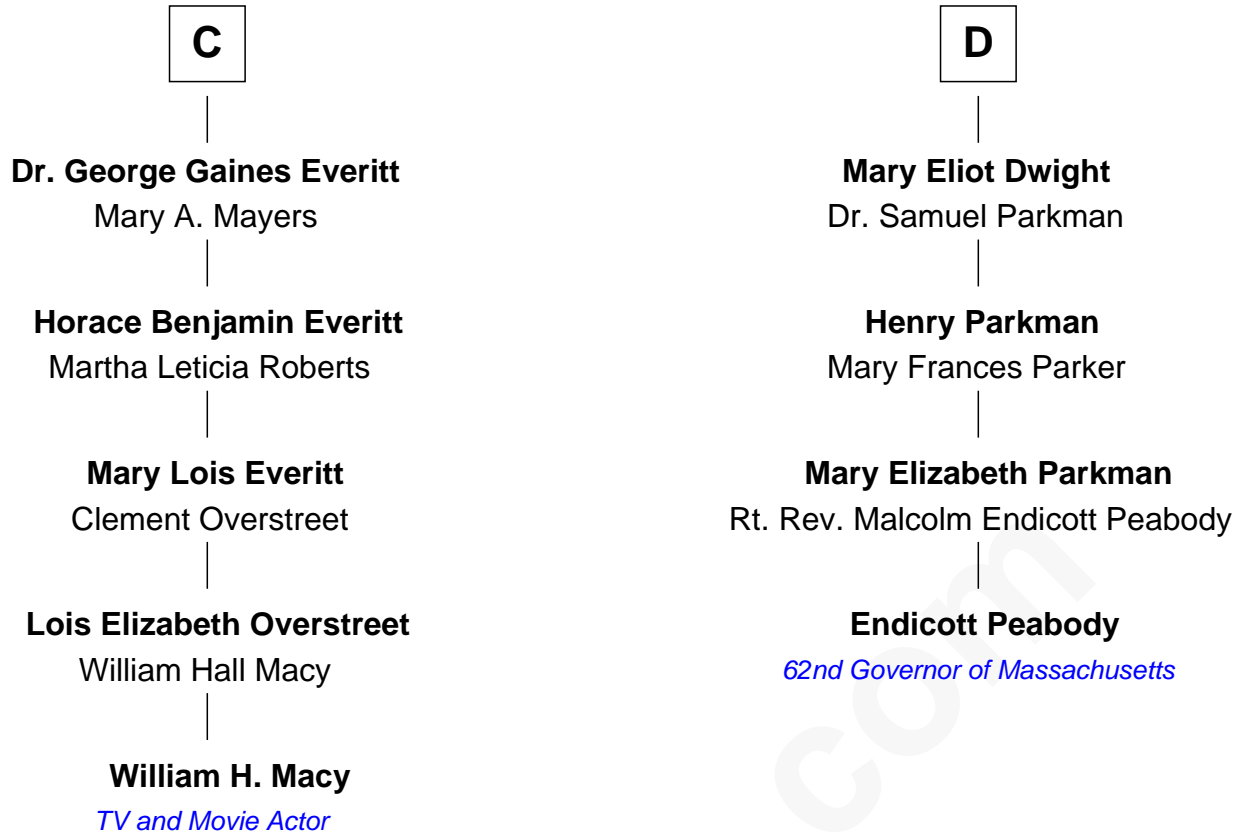 C
Dr. George Gaines Everitt
Mary A. Mayers
Horace Benjamin Everitt
Martha Leticia Roberts
Mary Lois Everitt
Clement Overstreet
Lois Elizabeth Overstreet
William Hall Macy
William H. Macy
TV and Movie Actor
D
Mary Eliot Dwight
Dr. Samuel Parkman
Henry Parkman
Mary Frances Parker
Mary Elizabeth Parkman
Rt. Rev. Malcolm Endicott Peabody
Endicott Peabody
62nd Governor of Massachusetts
com